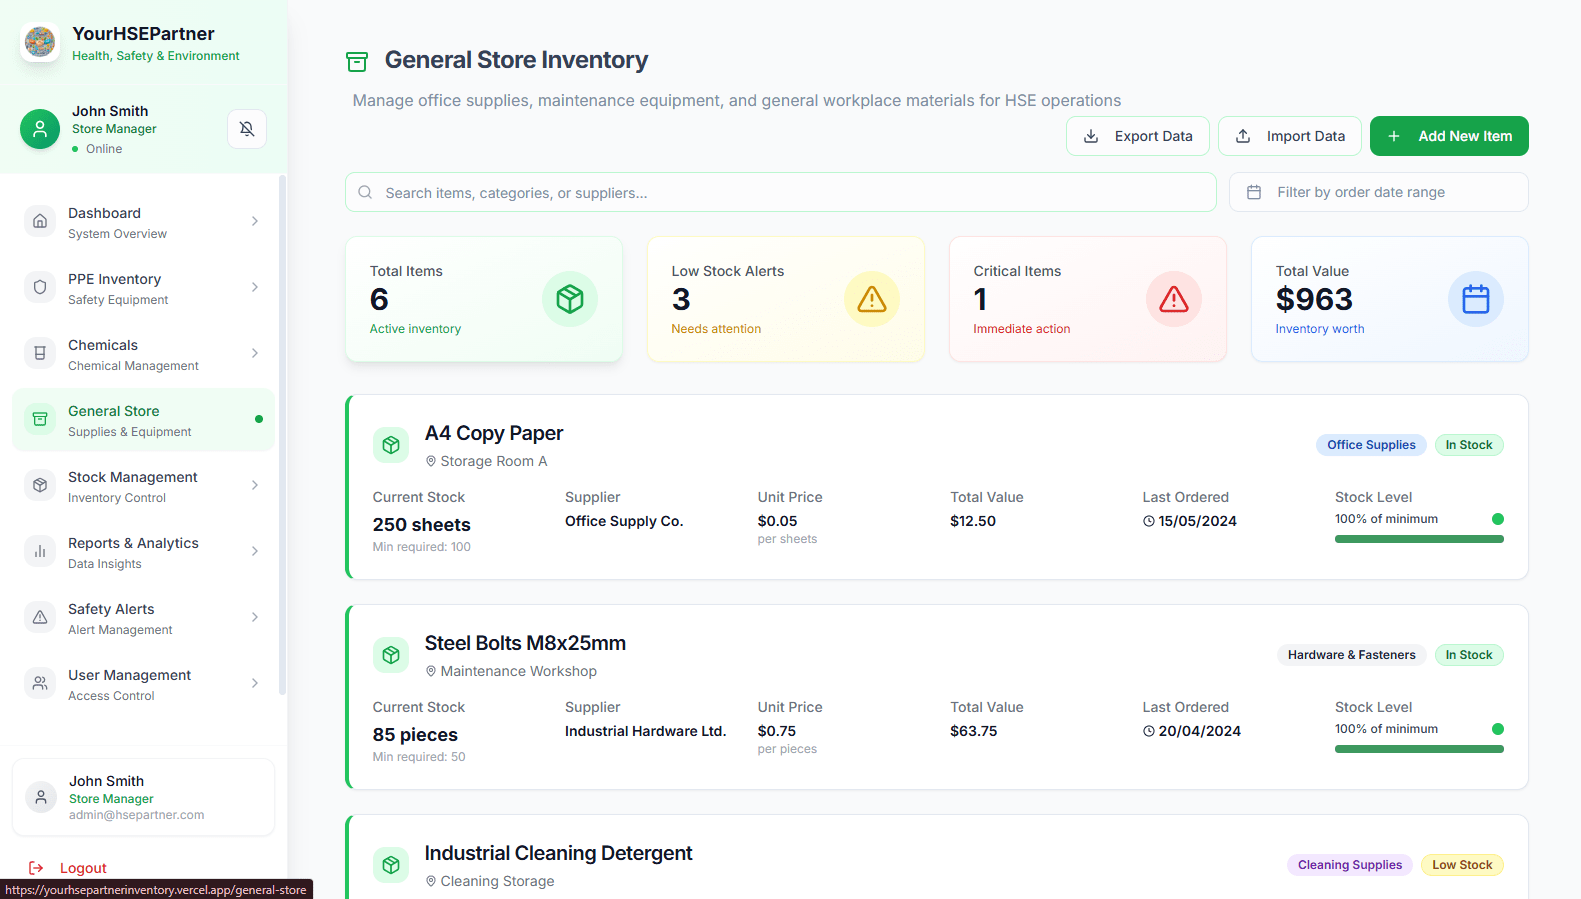 YourHSEPartner
Health, Safety & Environment
John Smith
Store Manager
Online
Dashboard
System Overview
PPE Inventory
Safety Equipment
Chemicals
Chemical Management
General Store
Supplies & Equipment
Stock Management
Inventory Control
Reports & Analytics
Data Insights
Safety Alerts
Alert Management
User Management
Access Control
John Smith
Store Manager
admin@hsepartner.com
Logout
https://yourhsepartnerinventory.vercel.app/general-store
General Store Inventory
Manage office supplies, maintenance equipment, and general workplace materials for HSE operations
Export Data Import Data Add New Item
Search items, categories, or suppliers... Filter by order date range
Total Items
6
Active inventory
Low Stock Alerts
3
Needs attention
Critical Items
1
Immediate action
Total Value
$963
Inventory worth
A4 Copy Paper
Storage Room A
Office Supplies In Stock
Current Stock Supplier Unit Price Total Value Last Ordered Stock Level
250 sheets Office Supply Co. $0.05 $12.50 15/05/2024 100% of minimum
Min required: 100 per sheets
Steel Bolts M8x25mm
Maintenance Workshop
Hardware & Fasteners In Stock
Current Stock Supplier Unit Price Total Value Last Ordered Stock Level
85 pieces Industrial Hardware Ltd. $0.75 $63.75 20/04/2024 100% of minimum
Min required: 50 per pieces
Industrial Cleaning Detergent
Cleaning Storage
Cleaning Supplies Low Stock